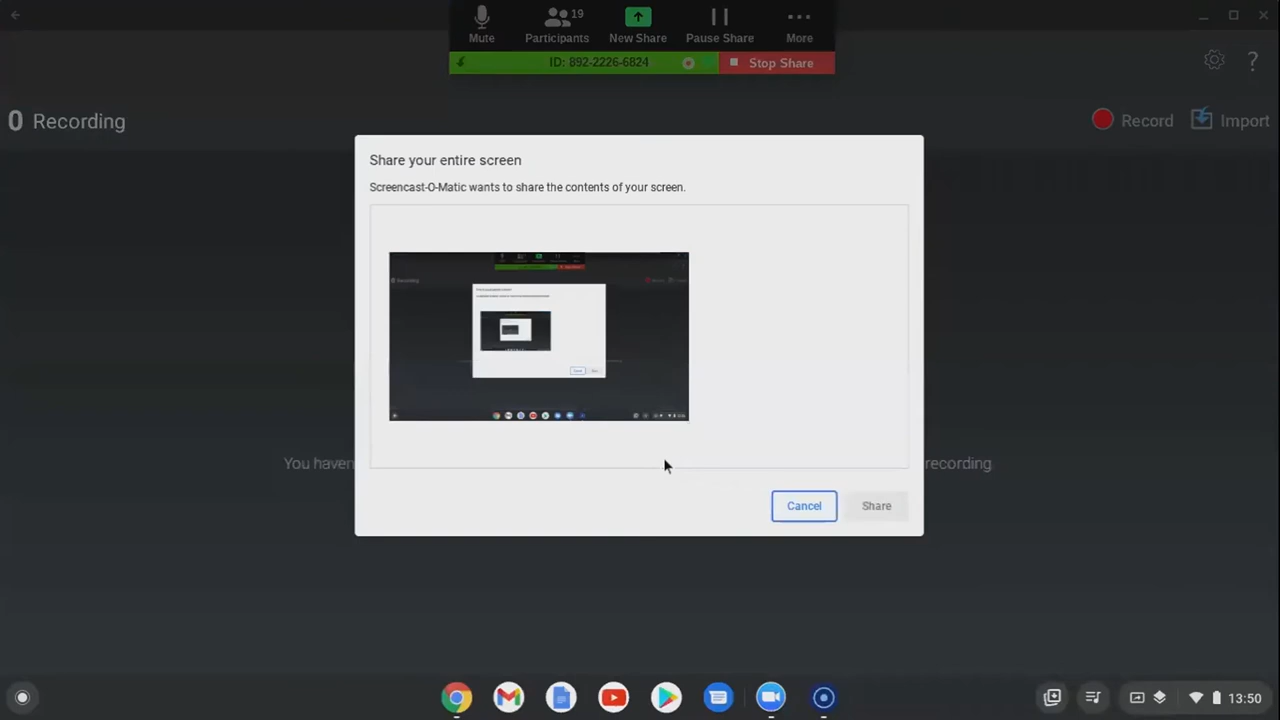 19
Mute
Participants
New Share
Pause Share
More
ID: 892-2226-6824
Stop Share
?
0 Recording
Record
Import
Share your entire screen
Screencast-O-Matic wants to share the contents of your screen.
You haven
recording
Cancel
Share
13:50